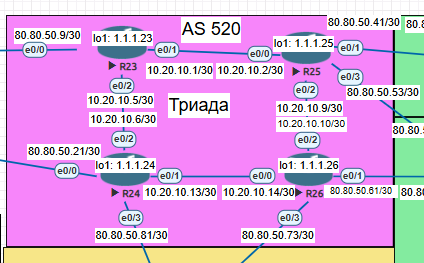 AS 520
80.80.50.41/30
80.80.50.9/30
lo1: 1.1.1.23
lo1: 1.1.1.25
e0/0
e0/1
e0/0
e0/1
R23
R25
10.20.10.1/30
10.20.10.2/30
e0/3
e0/2
e0/2
80.80.50.53/30
10.20.10.5/30
Триада
10.20.10.9/30
10.20.10.6/30
10.20.10.10/30
e0/2
e0/2
80.80.50.21/30
lo1: 1.1.1.24
lo1: 1.1.1.26
e0/0
e0/1
e0/0
e0/1
R24
10.20.10.13/30
10.20.10.14/30
R26
80.80.50.61/30
e0/3
e0/3
80.80.50.81/30
80.80.50.73/30